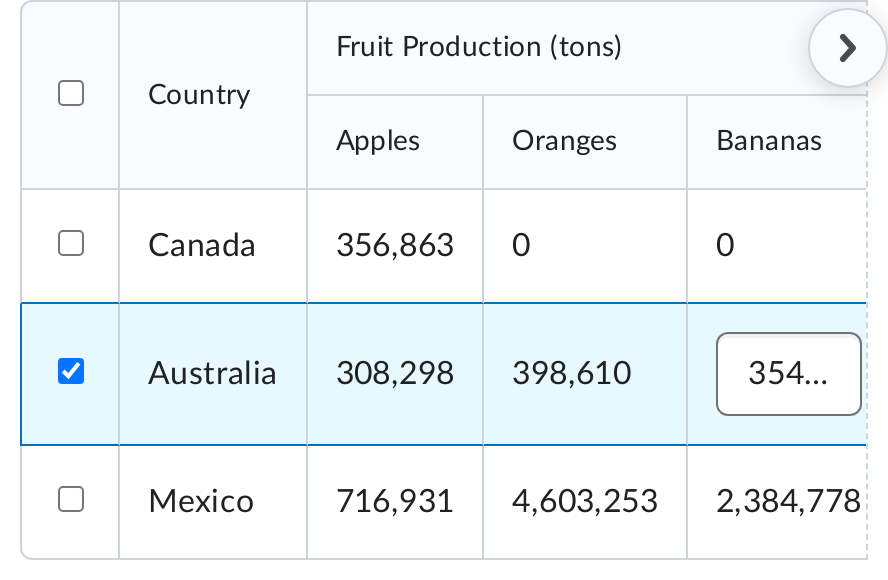 Fruit Production (tons)
Country
Apples Oranges Bananas
Canada 356,863 0 0
Australia 308,298 398,610 354...
Mexico 716,931 4,603,253 2,384,778